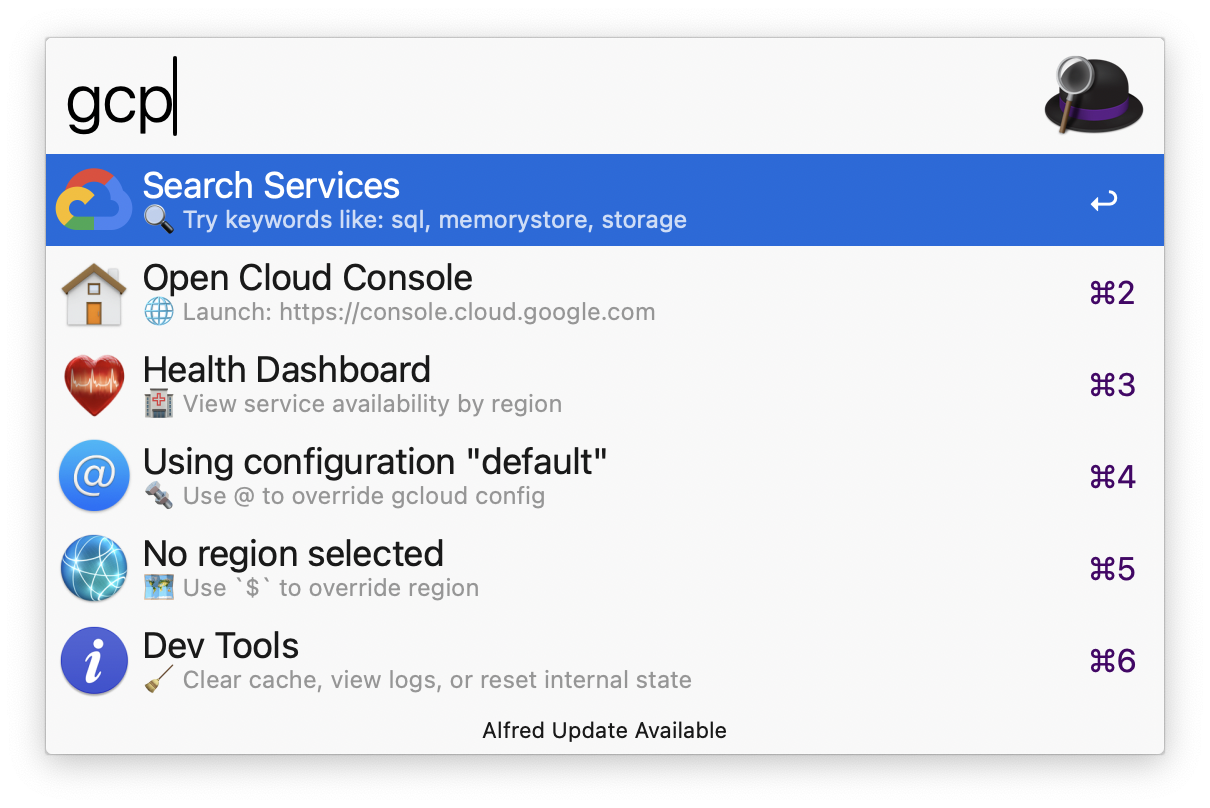 gcp
Search Services
Try keywords like: sql, memorystore, storage
Open Cloud Console
Launch: https://console.cloud.google.com
⌘2
Health Dashboard
View service availability by region
⌘3
Using configuration "default"
Use @ to override gcloud config
⌘4
No region selected
Use `$` to override region
⌘5
Dev Tools
Clear cache, view logs, or reset internal state
⌘6
Alfred Update Available